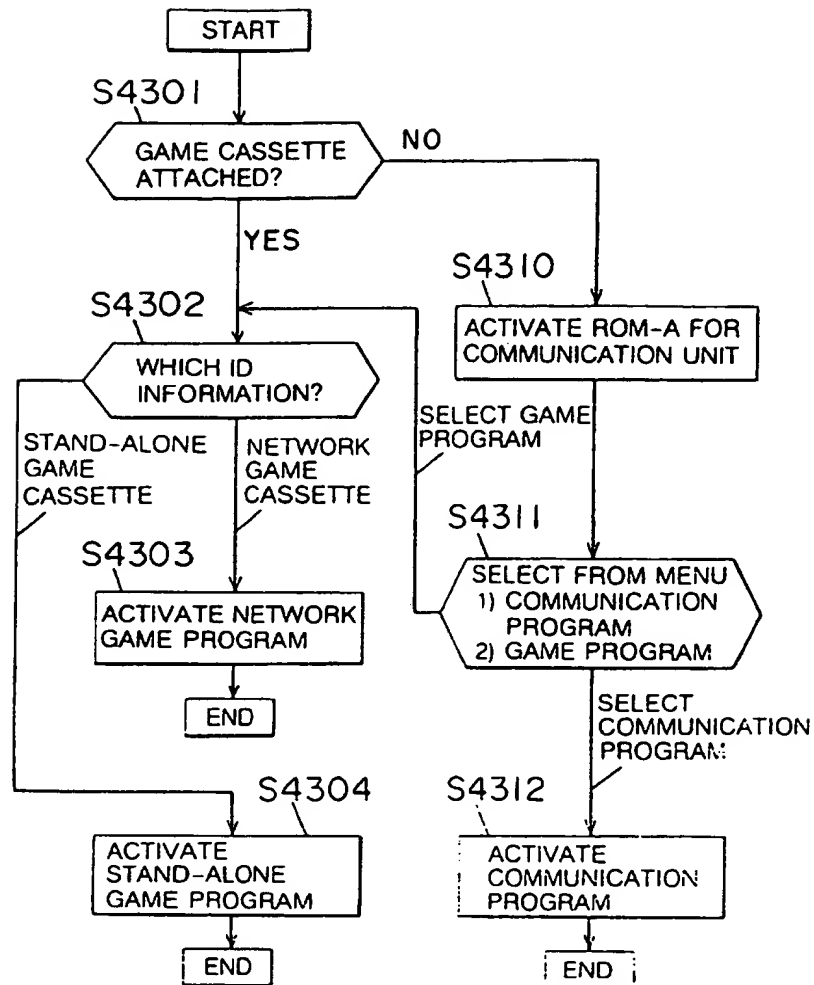 START
S4301
GAME CASSETTE
ATTACHED?
NO
YES
S4310
ACTIVATE ROM-A FOR
COMMUNICATION UNIT
S4302
WHICH ID
INFORMATION?
SELECT GAME
PROGRAM
STAND-ALONE
GAME
CASSETTE
NETWORK
GAME
CASSETTE
S4311
SELECT FROM MENU
1) COMMUNICATION
PROGRAM
2) GAME PROGRAM
S4303
ACTIVATE NETWORK
GAME PROGRAM
END
SELECT
COMMUNICATION
PROGRAM
S4304
ACTIVATE
STAND-ALONE
GAME PROGRAM
END
S4312
ACTIVATE
COMMUNICATION
PROGRAM
END